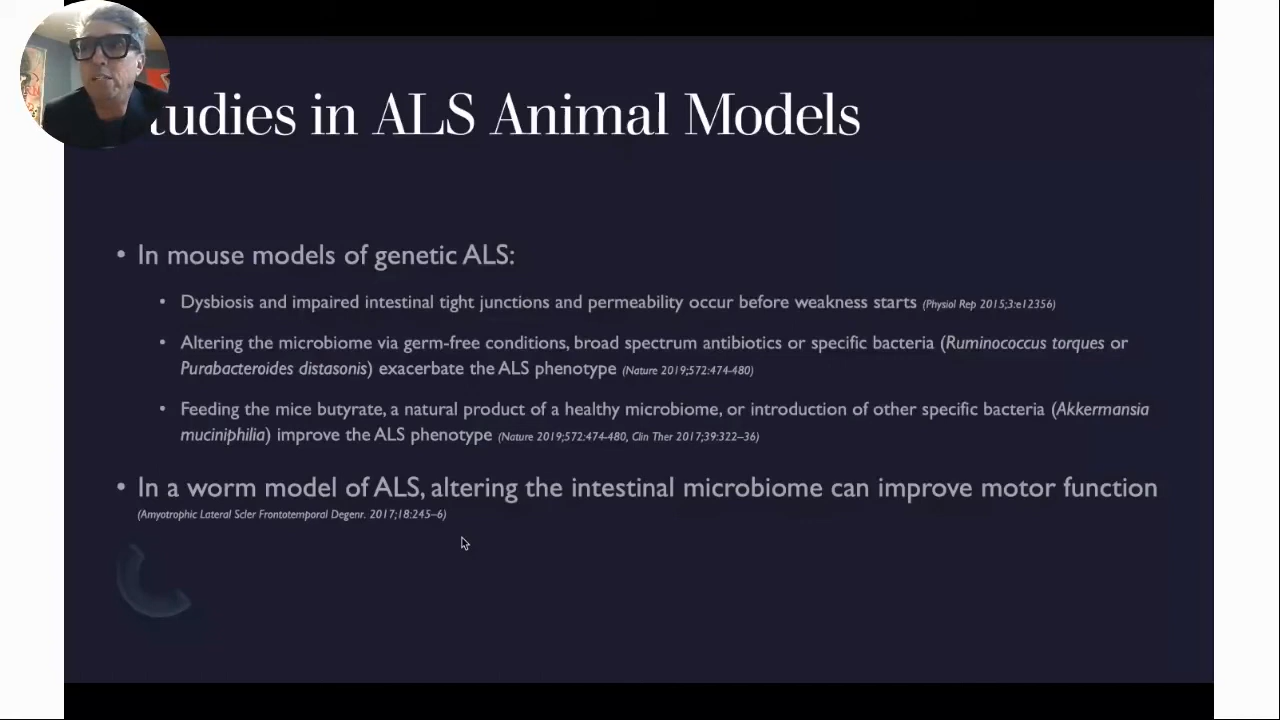 tudies in ALS Animal Models
• In mouse models of genetic ALS:
• Dysbiosis and impaired intestinal tight junctions and permeability occur before weakness starts (Physiol Rep 2015;3:e12356)
• Altering the microbiome via germ-free conditions, broad spectrum antibiotics or specific bacteria (Ruminococcus torques or
Purabacteroides distasonis) exacerbate the ALS phenotype (Nature 2019;572:474-480)
• Feeding the mice butyrate, a natural product of a healthy microbiome, or introduction of other specific bacteria (Akkermansia
muciniphilia) improve the ALS phenotype (Nature 2019;572:474-480, Clin Ther 2017;39:322–36)
• In a worm model of ALS, altering the intestinal microbiome can improve motor function
(Amyotrophic Lateral Scler Frontotemporal Degenr. 2017;18:245–6)